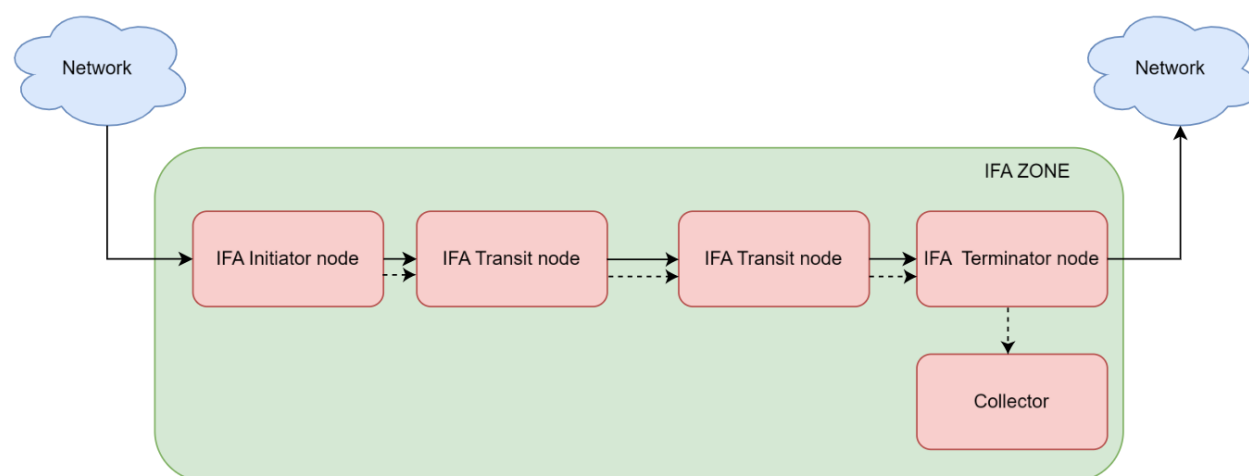 Network
Network
IFA ZONE
IFA Initiator node
IFA Transit node
IFA Transit node
IFA  Terminator node
Collector